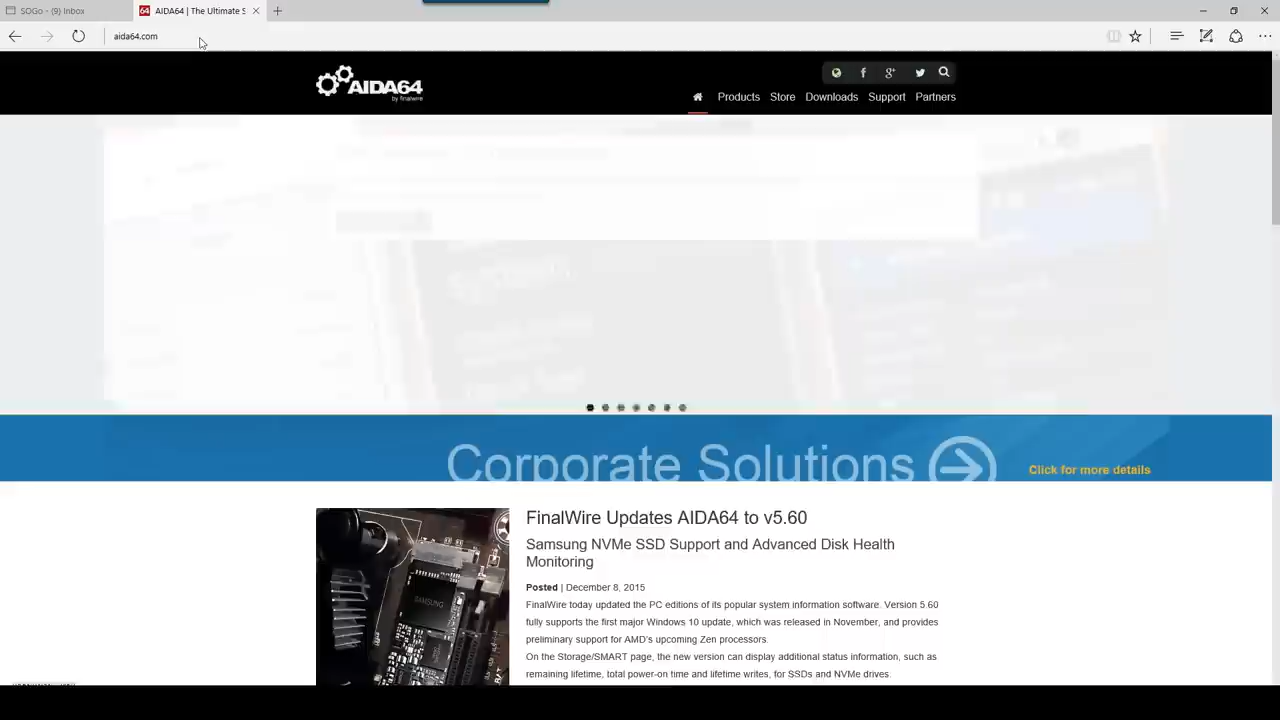 SOGo - (9) Inbox
64 AIDA64 | The Ultimate S
aida64.com
AIDA64
by finalwire
Products Store Downloads Support Partners
Corporate Solutions
Click for more details
FinalWire Updates AIDA64 to v5.60
Samsung NVMe SSD Support and Advanced Disk Health
Monitoring
Posted | December 8, 2015
FinalWire today updated the PC editions of its popular system information software. Version 5.60
fully supports the first major Windows 10 update, which was released in November, and provides
preliminary support for AMD's upcoming Zen processors.
On the Storage/SMART page, the new version can display additional status information, such as
remaining lifetime, total power-on time and lifetime writes, for SSDs and NVMe drives.
SAMSUNG